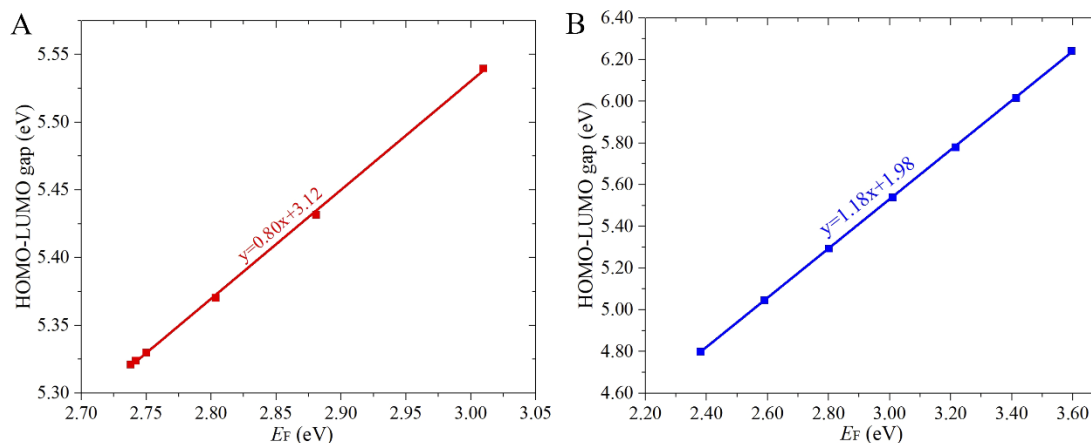 A
HOMO-LUMO gap (eV)
5.55
5.50
5.45
5.40
5.35
5.30
y=0.80x+3.12
2.70 2.75 2.80 2.85 2.90 2.95 3.00 3.05
EF (eV)
B
HOMO-LUMO gap (eV)
6.40
6.20
6.00
5.80
5.60
5.40
5.20
5.00
4.80
4.60
y=1.18x+1.98
2.20 2.40 2.60 2.80 3.00 3.20 3.40 3.60
EF (eV)